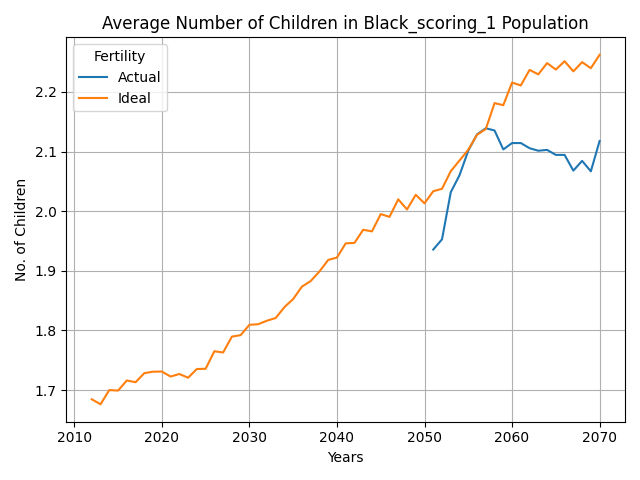 Average Number of Children in Black_scoring_1 Population
Fertility
Actual
Ideal
No. of Children
2.2
2.1
2.0
1.9
1.8
1.7
2010 2020 2030 2040 2050 2060 2070
Years